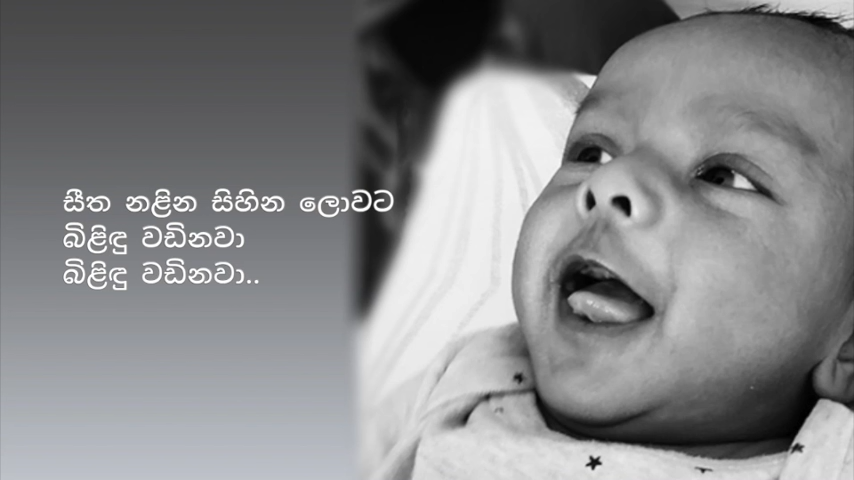 සීත නළින සිහින ලොවට
බිළිඳු වඩිනවා
බිළිඳු වඩිනවා..